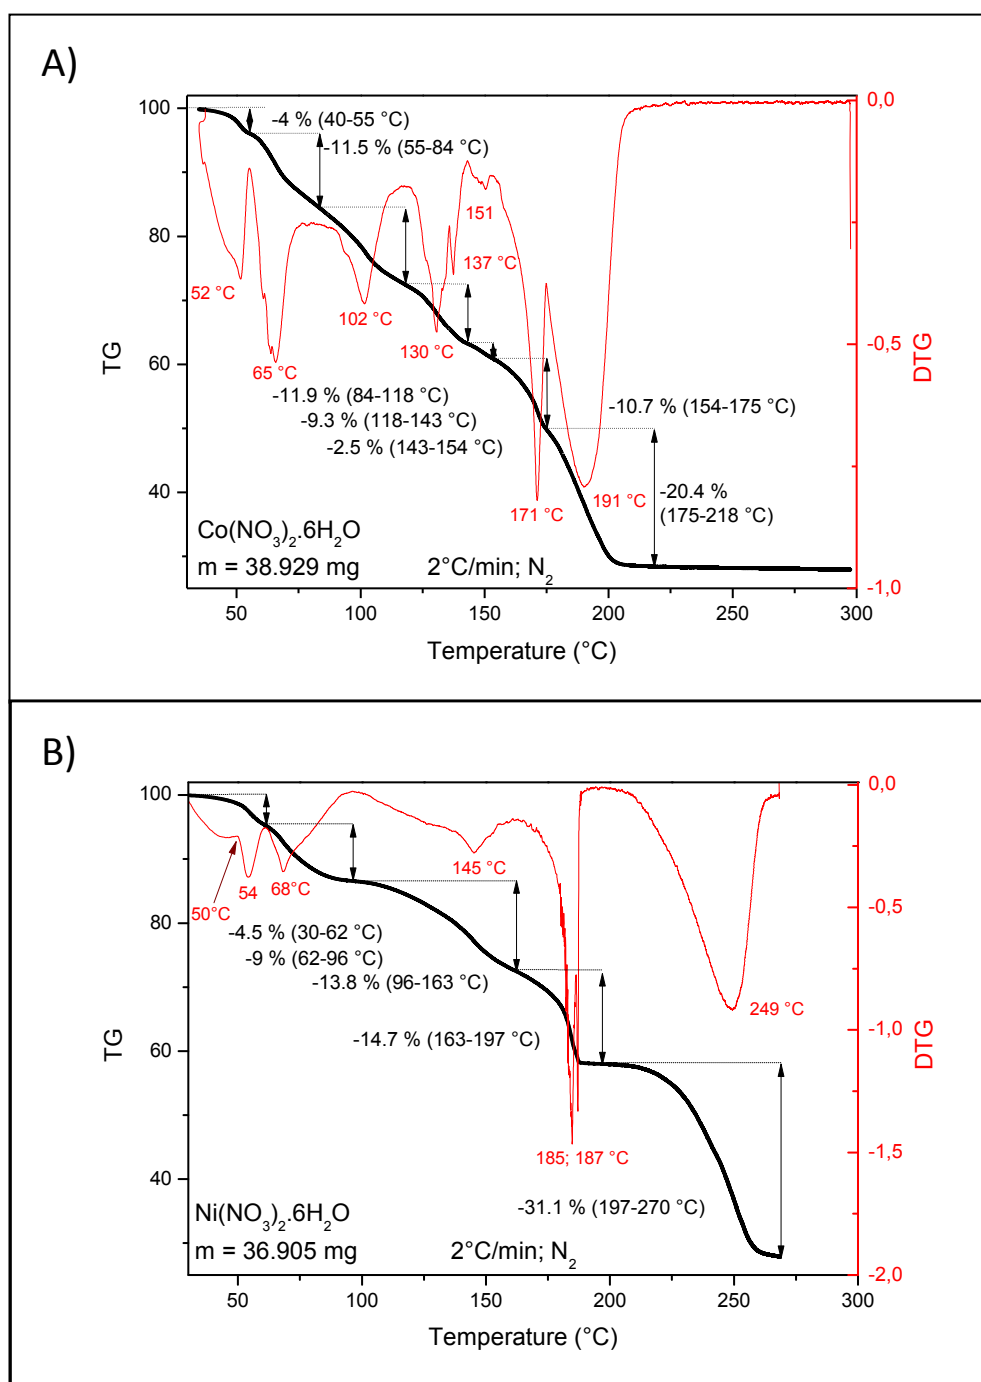 A)
100
80
60
40
TG
0,0
-0,5
-1,0
DTG
-4 % (40-55 °C)
-11.5 % (55-84 °C)
52 °C
65 °C
102 °C
130 °C
137 °C
151
171 °C
191 °C
-11.9 % (84-118 °C)
-9.3 % (118-143 °C)
-2.5 % (143-154 °C)
-10.7 % (154-175 °C)
-20.4 %
(175-218 °C)
Co(NO₃)₂.6H₂O
m = 38.929 mg 2°C/min; N₂
50 100 150 200 250 300
Temperature (°C)
B)
100
80
60
40
TG
0,0
-0,5
-1,0
-1,5
-2,0
DTG
50°C
54
68°C
145 °C
185; 187 °C
249 °C
-4.5 % (30-62 °C)
-9 % (62-96 °C)
-13.8 % (96-163 °C)
-14.7 % (163-197 °C)
-31.1 % (197-270 °C)
Ni(NO₃)₂.6H₂O
m = 36.905 mg 2°C/min; N₂
50 100 150 200 250 300
Temperature (°C)